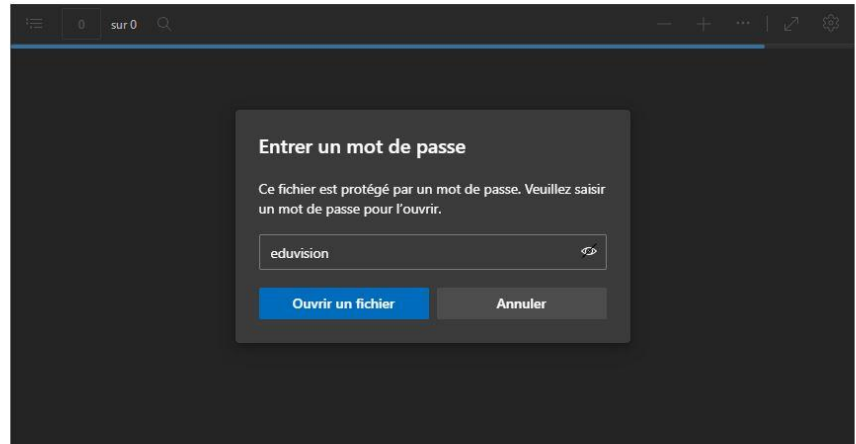 0 sur 0
Entrer un mot de passe
Ce fichier est protégé par un mot de passe. Veuillez saisir
un mot de passe pour l'ouvrir.
eduvision
Ouvrir un fichier Annuler